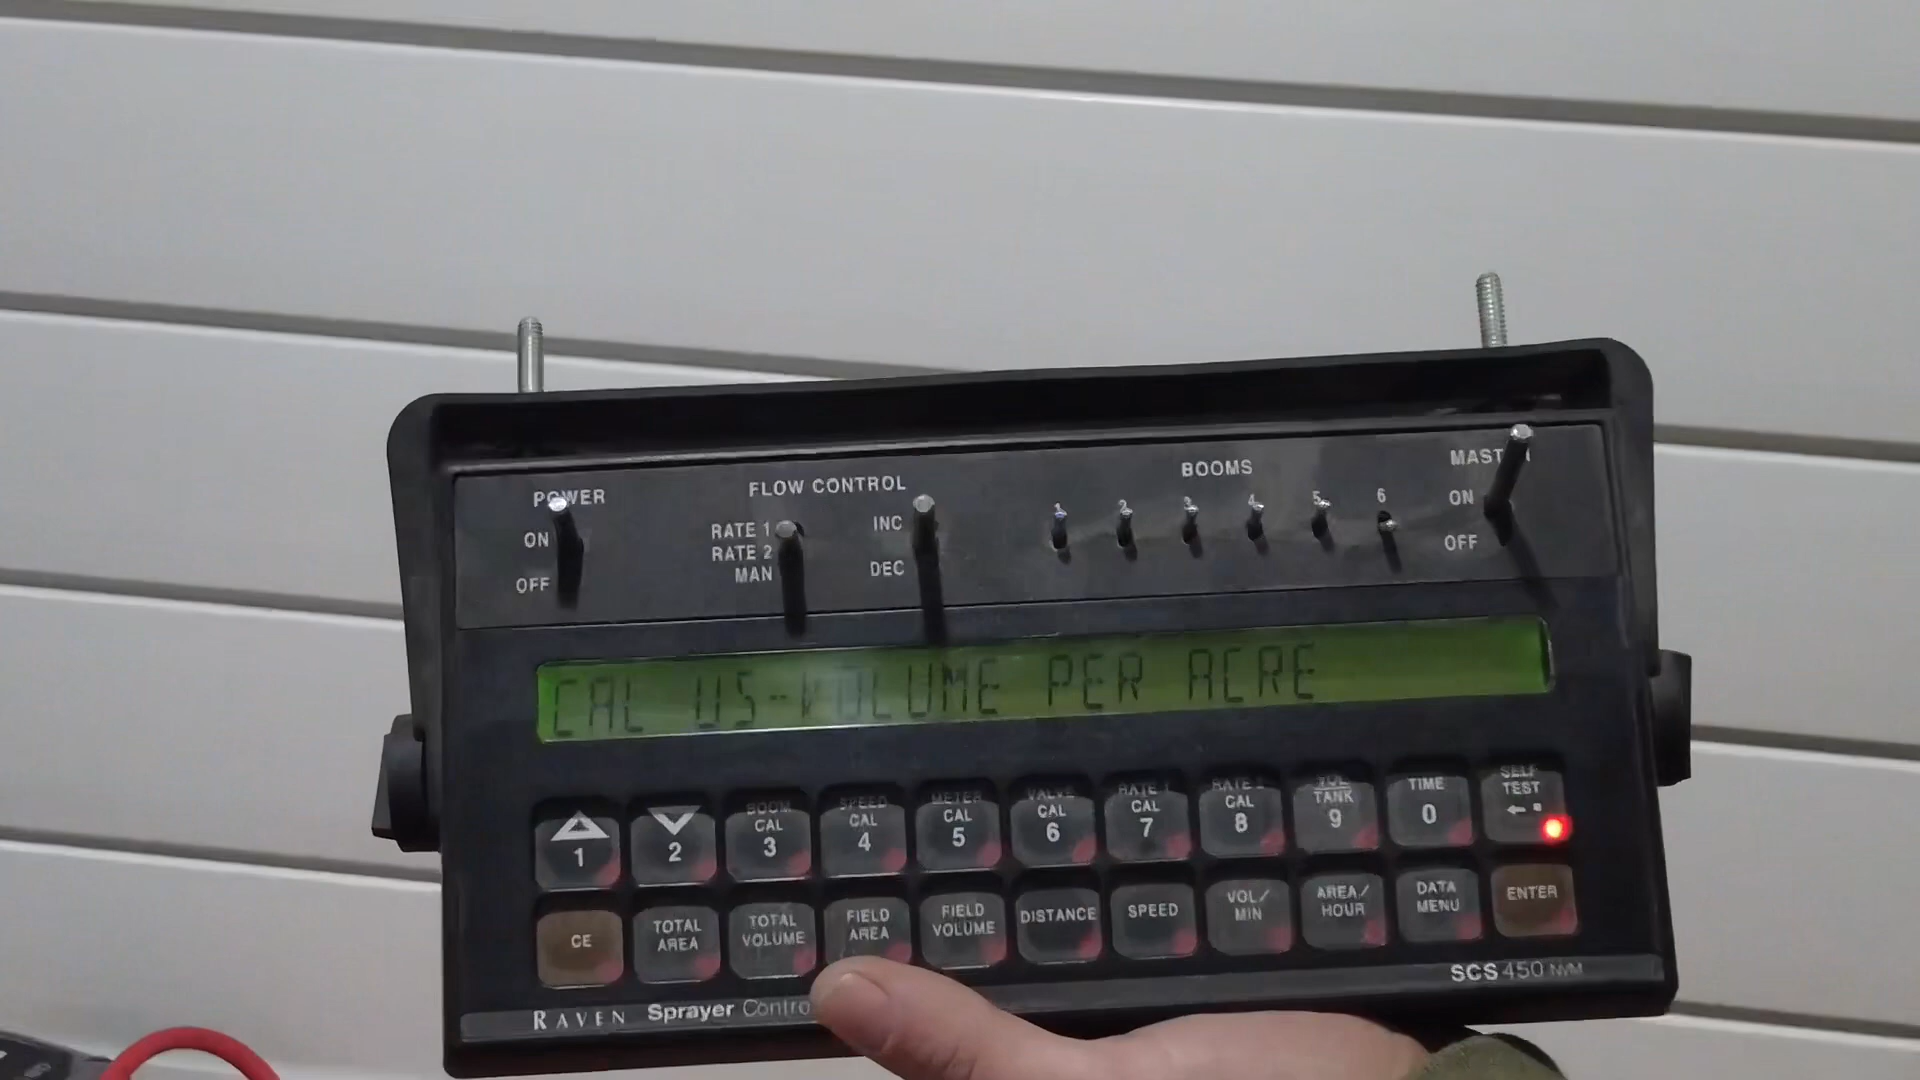 POWER
ON
OFF
FLOW CONTROL
RATE 1
RATE 2
MAN
INC
DEC
BOOMS
1 2 3 4 5 6
ON
OFF
CAL US-VOLUME PER ACRE
1
2
BOOM CAL 3
SPEED CAL 4
METER CAL 5
VALVE CAL 6
RATE 1 CAL 7
RATE 2 CAL 8
VOL/TANK 9
TIME 0
SELF TEST
CE
TOTAL AREA
TOTAL VOLUME
FIELD AREA
FIELD VOLUME
DISTANCE
SPEED
VOL/MIN
AREA/HOUR
DATA MENU
ENTER
RAVEN Sprayer
SCS 450 NVM